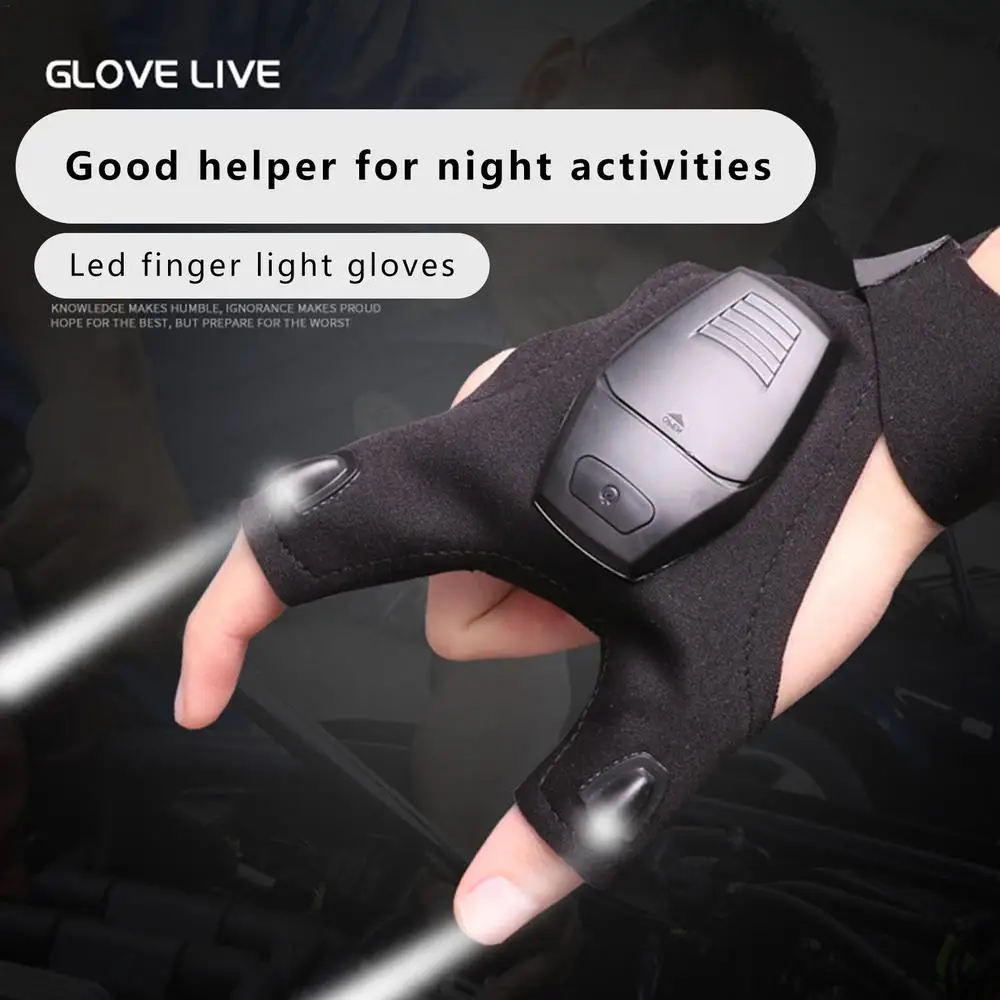 GLOVE LIVE
Good helper for night activities
Led finger light gloves
KNOWLEDGE MAKES HUMBLE, IGNORANCE MAKES PROUD
HOPE FOR THE BEST, BUT PREPARE FOR THE WORST
OPEN